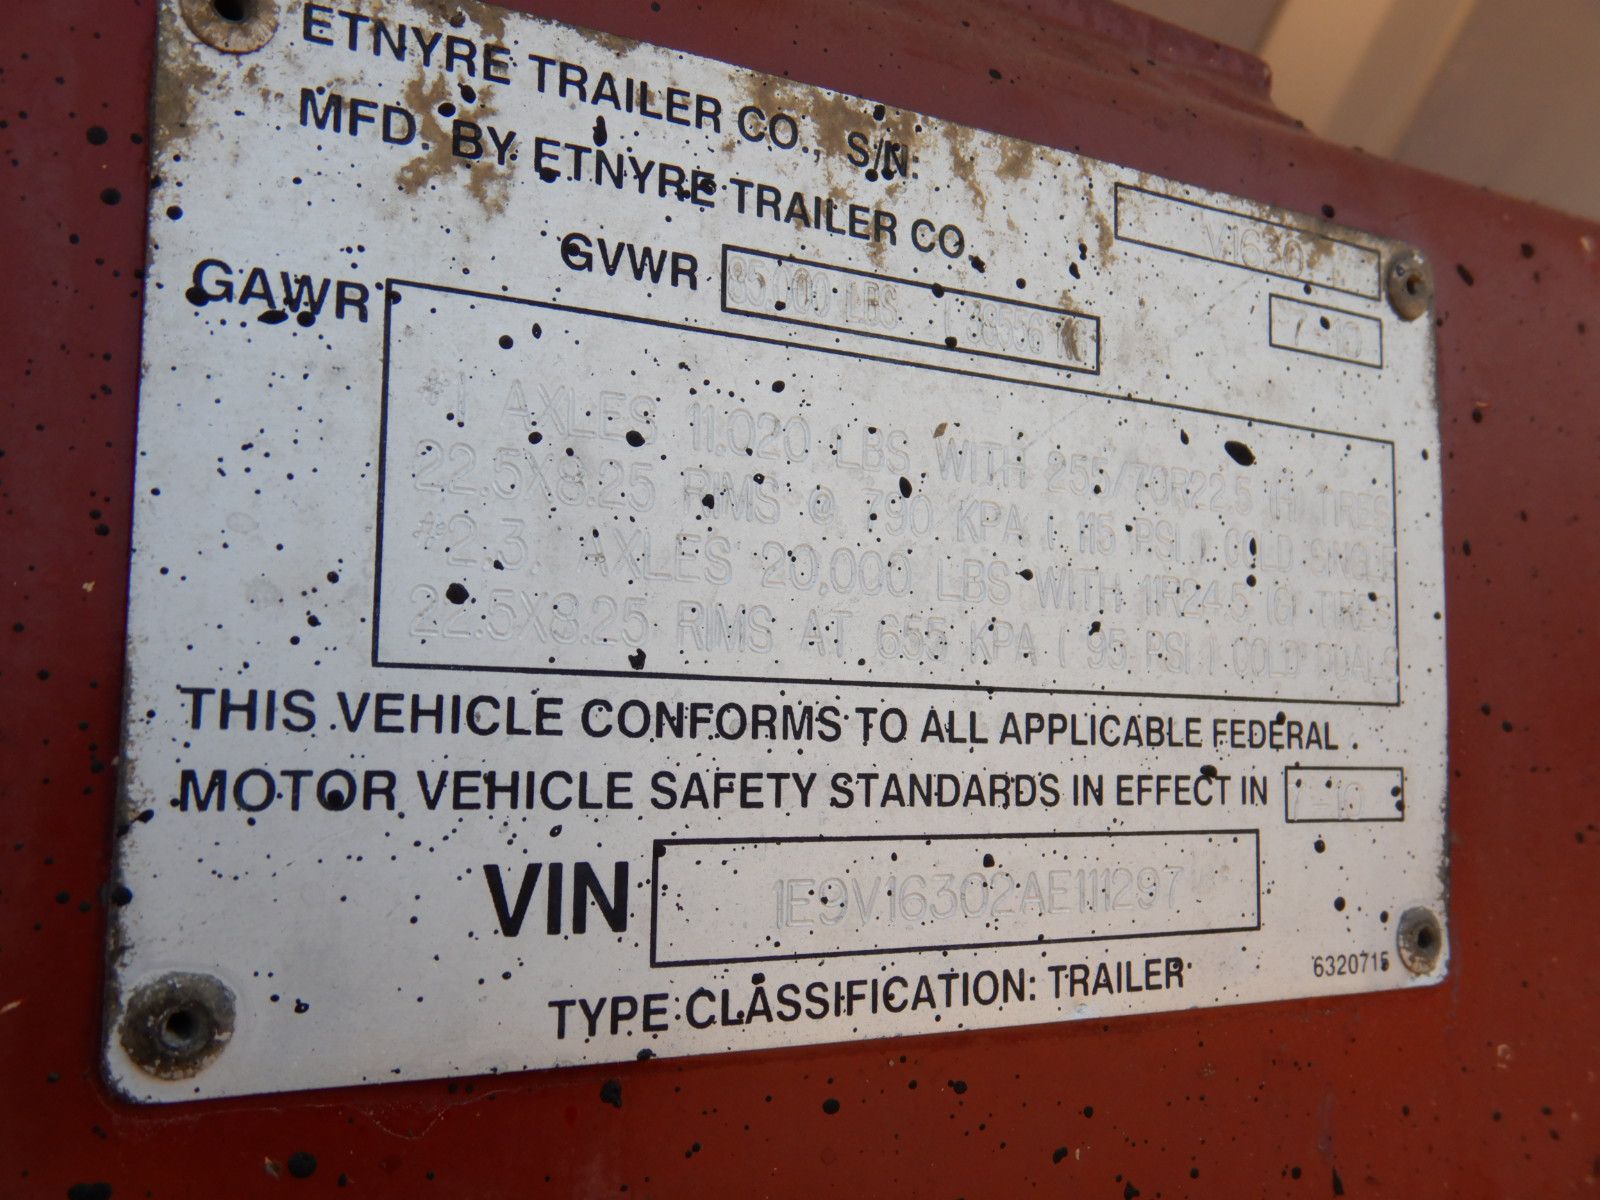 ETNYRE TRAILER CO., S/N: V1630
MFD. BY ETNYRE TRAILER CO. 7-10
GVWR 85,000 LBS ( 38556 KG
GAWR
#1 AXLES 11,020 LBS WITH 255/70R22.5 (H) TIRES
22.5X8.25 RIMS @ 790 KPA ( 115 PSI ) COLD SINGLE
#2.3. AXLES 20,000 LBS WITH 11R24.5 (G) TIRES
22.5X8.25 RIMS AT 655 KPA ( 95 PSI ) COLD DUALS
THIS VEHICLE CONFORMS TO ALL APPLICABLE FEDERAL
MOTOR VEHICLE SAFETY STANDARDS IN EFFECT IN 7-10
VIN 1E9V16302AE111297
TYPE CLASSIFICATION: TRAILER
6320715